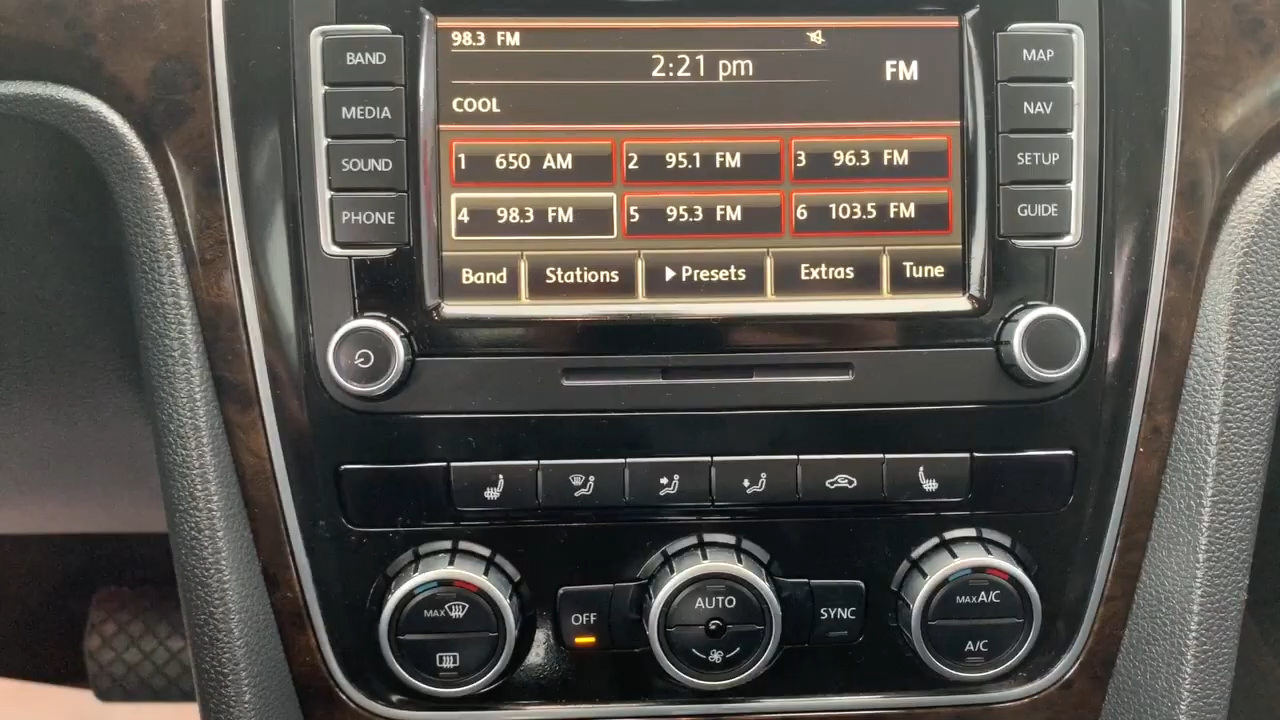 98.3 FM
2:21 pm
FM
COOL
1 650 AM
2 95.1 FM
3 96.3 FM
4 98.3 FM
5 95.3 FM
6 103.5 FM
Band
Stations
Presets
Extras
Tune
BAND
MEDIA
SOUND
PHONE
MAP
NAV
SETUP
GUIDE
MAX
OFF
AUTO
SYNC
MAX A/C
A/C